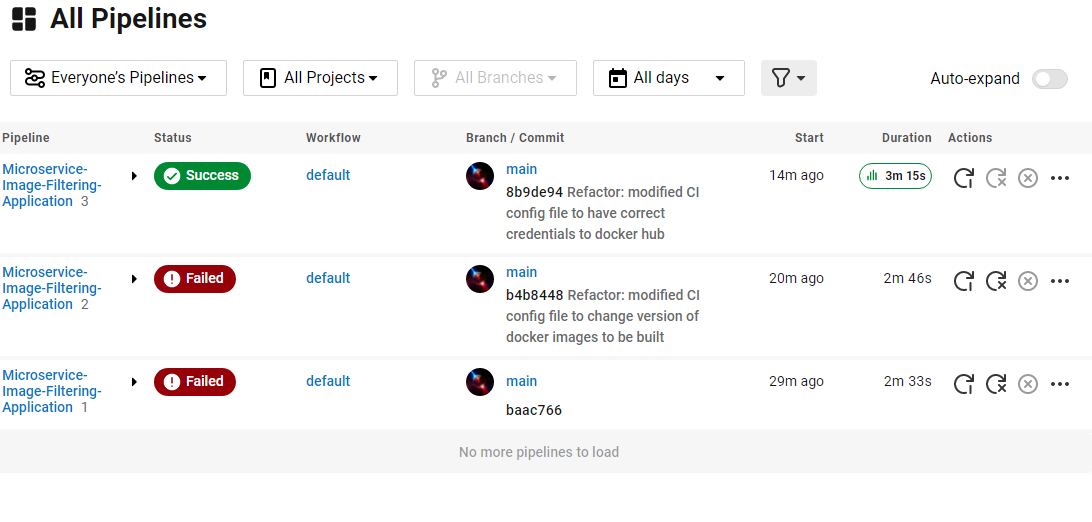 All Pipelines
Everyone's Pipelines All Projects All Branches All days Auto-expand
Pipeline Status Workflow Branch / Commit Start Duration Actions
Microservice-
Image-Filtering-
Application 3
Success
default
main
8b9de94 Refactor: modified CI
config file to have correct
credentials to docker hub
14m ago
3m 15s
Microservice-
Image-Filtering-
Application 2
Failed
default
main
b4b8448 Refactor: modified CI
config file to change version of
docker images to be built
20m ago
2m 46s
Microservice-
Image-Filtering-
Application 1
Failed
default
main
baac766
29m ago
2m 33s
No more pipelines to load